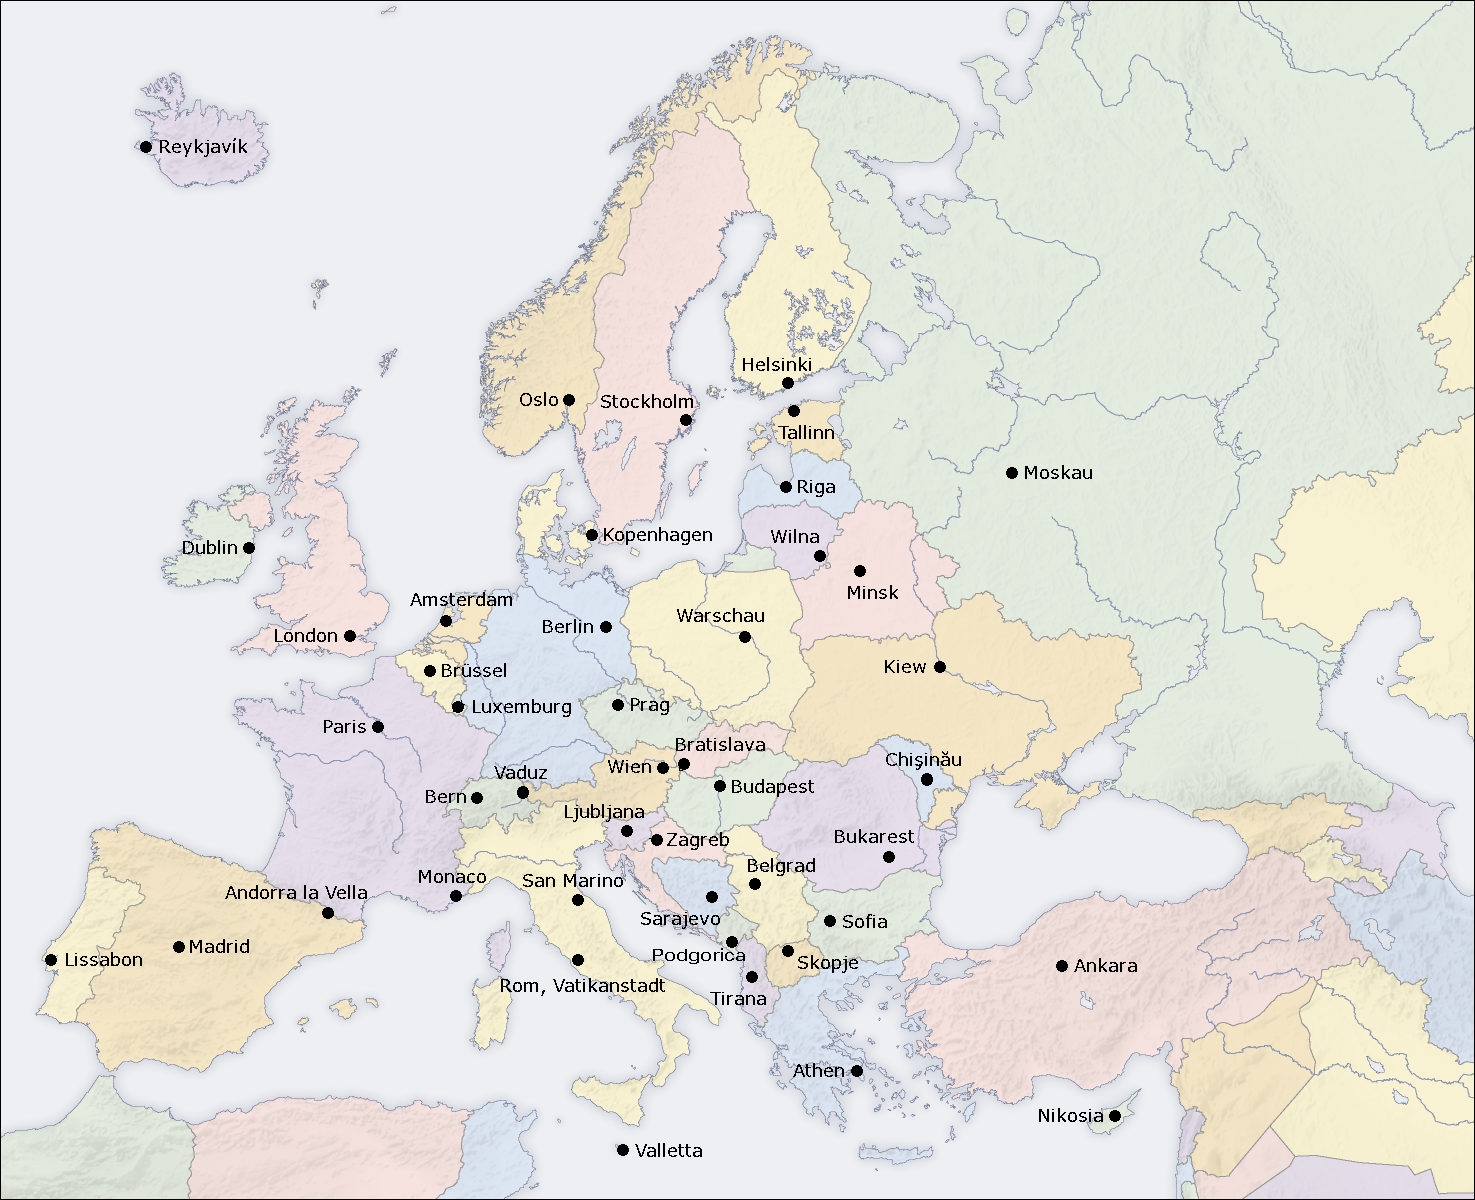 Reykjavík
Helsinki
Oslo
Stockholm
Tallinn
Moskau
Riga
Kopenhagen
Wilna
Dublin
Minsk
Amsterdam
Warschau
Berlin
London
Kiew
Brüssel
Luxemburg
Prag
Paris
Bratislava
Chişinău
Wien
Vaduz
Budapest
Bern
Ljubljana
Bukarest
Zagreb
Belgrad
Monaco
San Marino
Andorra la Vella
Sarajevo
Sofia
Madrid
Podgorica
Lissabon
Skopje
Ankara
Rom, Vatikanstadt
Tirana
Athen
Nikosia
Valletta